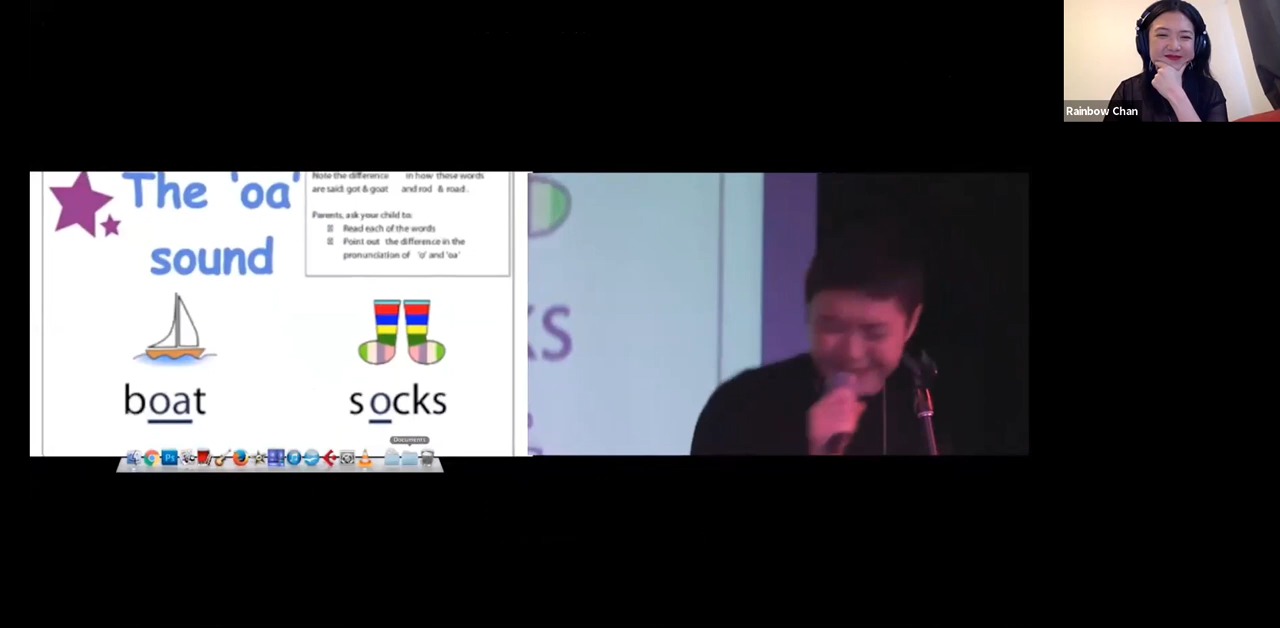 Rainbow Chan
The 'oa'
sound
Note the difference in how these words
are said: got & goat and rod & road.
Parents, ask your child to:
Read each of the words
Point out the difference in the
pronunciation of 'o' and 'oa'
boat
socks
Documents
KS